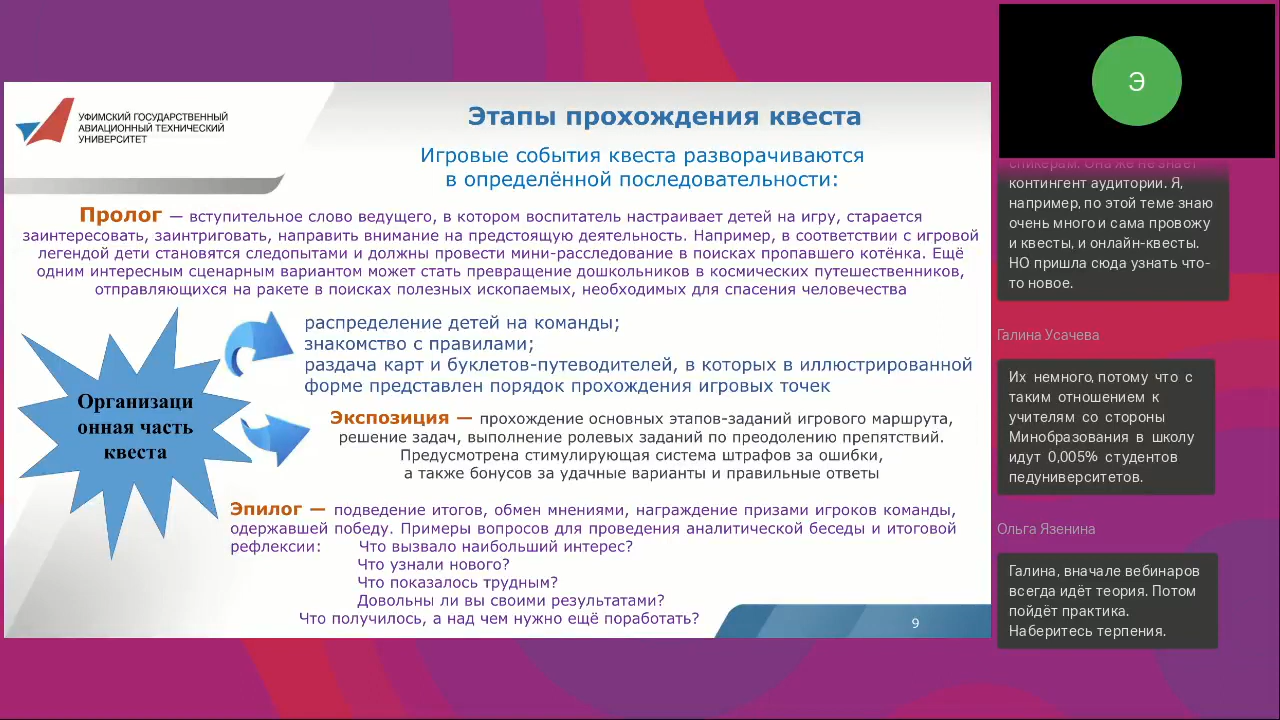 УФИМСКИЙ ГОСУДАРСТВЕННЫЙ
АВИАЦИОННЫЙ ТЕХНИЧЕСКИЙ
УНИВЕРСИТЕТ
Этапы прохождения квеста
Игровые события квеста разворачиваются
в определённой последовательности:
Пролог — вступительное слово ведущего, в котором воспитатель настраивает детей на игру, старается
заинтересовать, заинтриговать, направить внимание на предстоящую деятельность. Например, в соответствии с игровой
легендой дети становятся следопытами и должны провести мини-расследование в поисках пропавшего котёнка. Ещё
одним интересным сценарным вариантом может стать превращение дошкольников в космических путешественников,
отправляющихся на ракете в поисках полезных ископаемых, необходимых для спасения человечества
Организаци
онная часть
квеста
распределение детей на команды;
знакомство с правилами;
раздача карт и буклетов-путеводителей, в которых в иллюстрированной
форме представлен порядок прохождения игровых точек
Экспозиция — прохождение основных этапов-заданий игрового маршрута,
решение задач, выполнение ролевых заданий по преодолению препятствий.
Предусмотрена стимулирующая система штрафов за ошибки,
а также бонусов за удачные варианты и правильные ответы
Эпилог — подведение итогов, обмен мнениями, награждение призами игроков команды,
одержавшей победу. Примеры вопросов для проведения аналитической беседы и итоговой
рефлексии: Что вызвало наибольший интерес?
Что узнали нового?
Что показалось трудным?
Довольны ли вы своими результатами?
Что получилось, а над чем нужно ещё поработать?
9
Э
спикерам. Она же не знает
контингент аудитории. Я,
например, по этой теме знаю
очень много и сама провожу
и квесты, и онлайн-квесты.
НО пришла сюда узнать что-
то новое.
Галина Усачева
Их немного, потому что с
таким отношением к
учителям со стороны
Минобразования в школу
идут 0,005% студентов
педуниверситетов.
Ольга Язенина
Галина, вначале вебинаров
всегда идёт теория. Потом
пойдёт практика.
Наберитесь терпения.